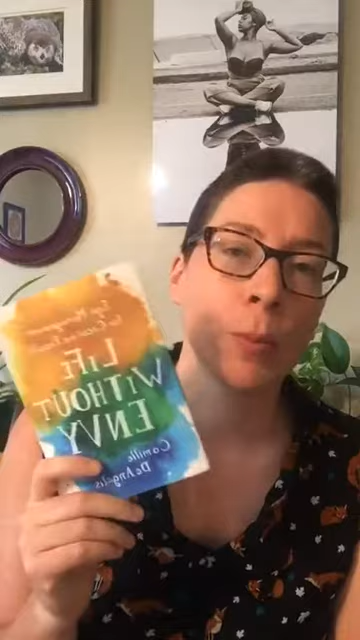 Ego Management
for Creative People
LiFE
WITHOUT
ENVY
Camille
DeAngelis